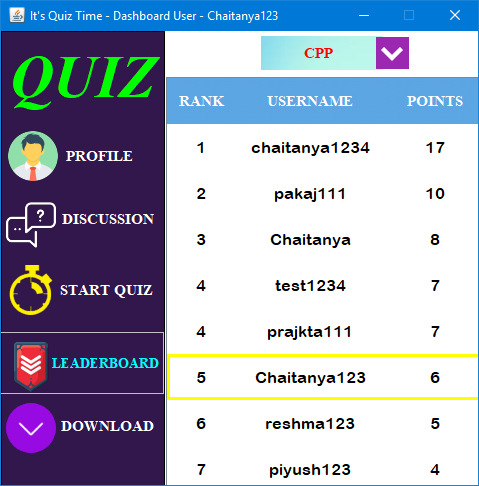 It's Quiz Time - Dashboard User - Chaitanya123
QUIZ
PROFILE
DISCUSSION
START QUIZ
LEADERBOARD
DOWNLOAD
CPP
RANK USERNAME POINTS
1 chaitanya1234 17
2 pakaj111 10
3 Chaitanya 8
4 test1234 7
4 prajkta111 7
5 Chaitanya123 6
6 reshma123 5
7 piyush123 4